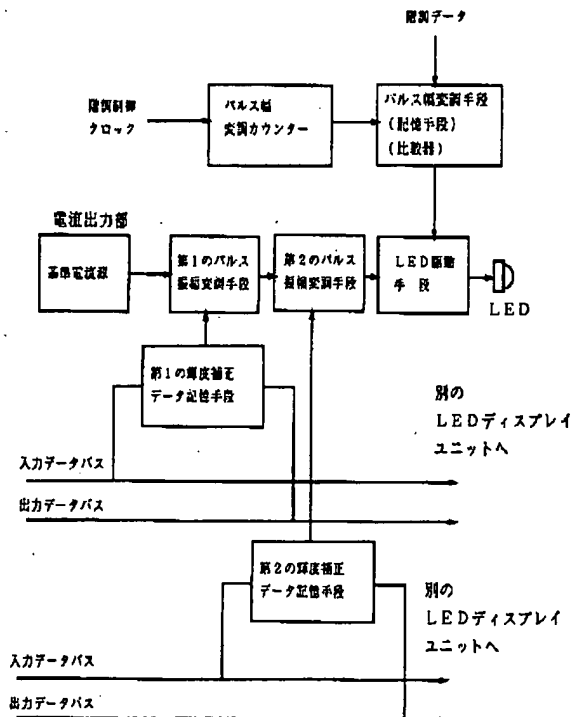 階調データ
階調制御
クロック
パルス幅
変調カウンター
パルス幅変調手段
(記憶手段)
(比較器)
電流出力部
基準電流源
第1のパルス
振幅変調手段
第2のパルス
振幅変調手段
LED駆動
手段
LED
第1の輝度補正
データ記憶手段
別の
LEDディスプレイ
ユニットへ
入力データバス
出力データバス
第2の輝度補正
データ記憶手段
別の
LEDディスプレイ
ユニットへ
入力データバス
出力データバス